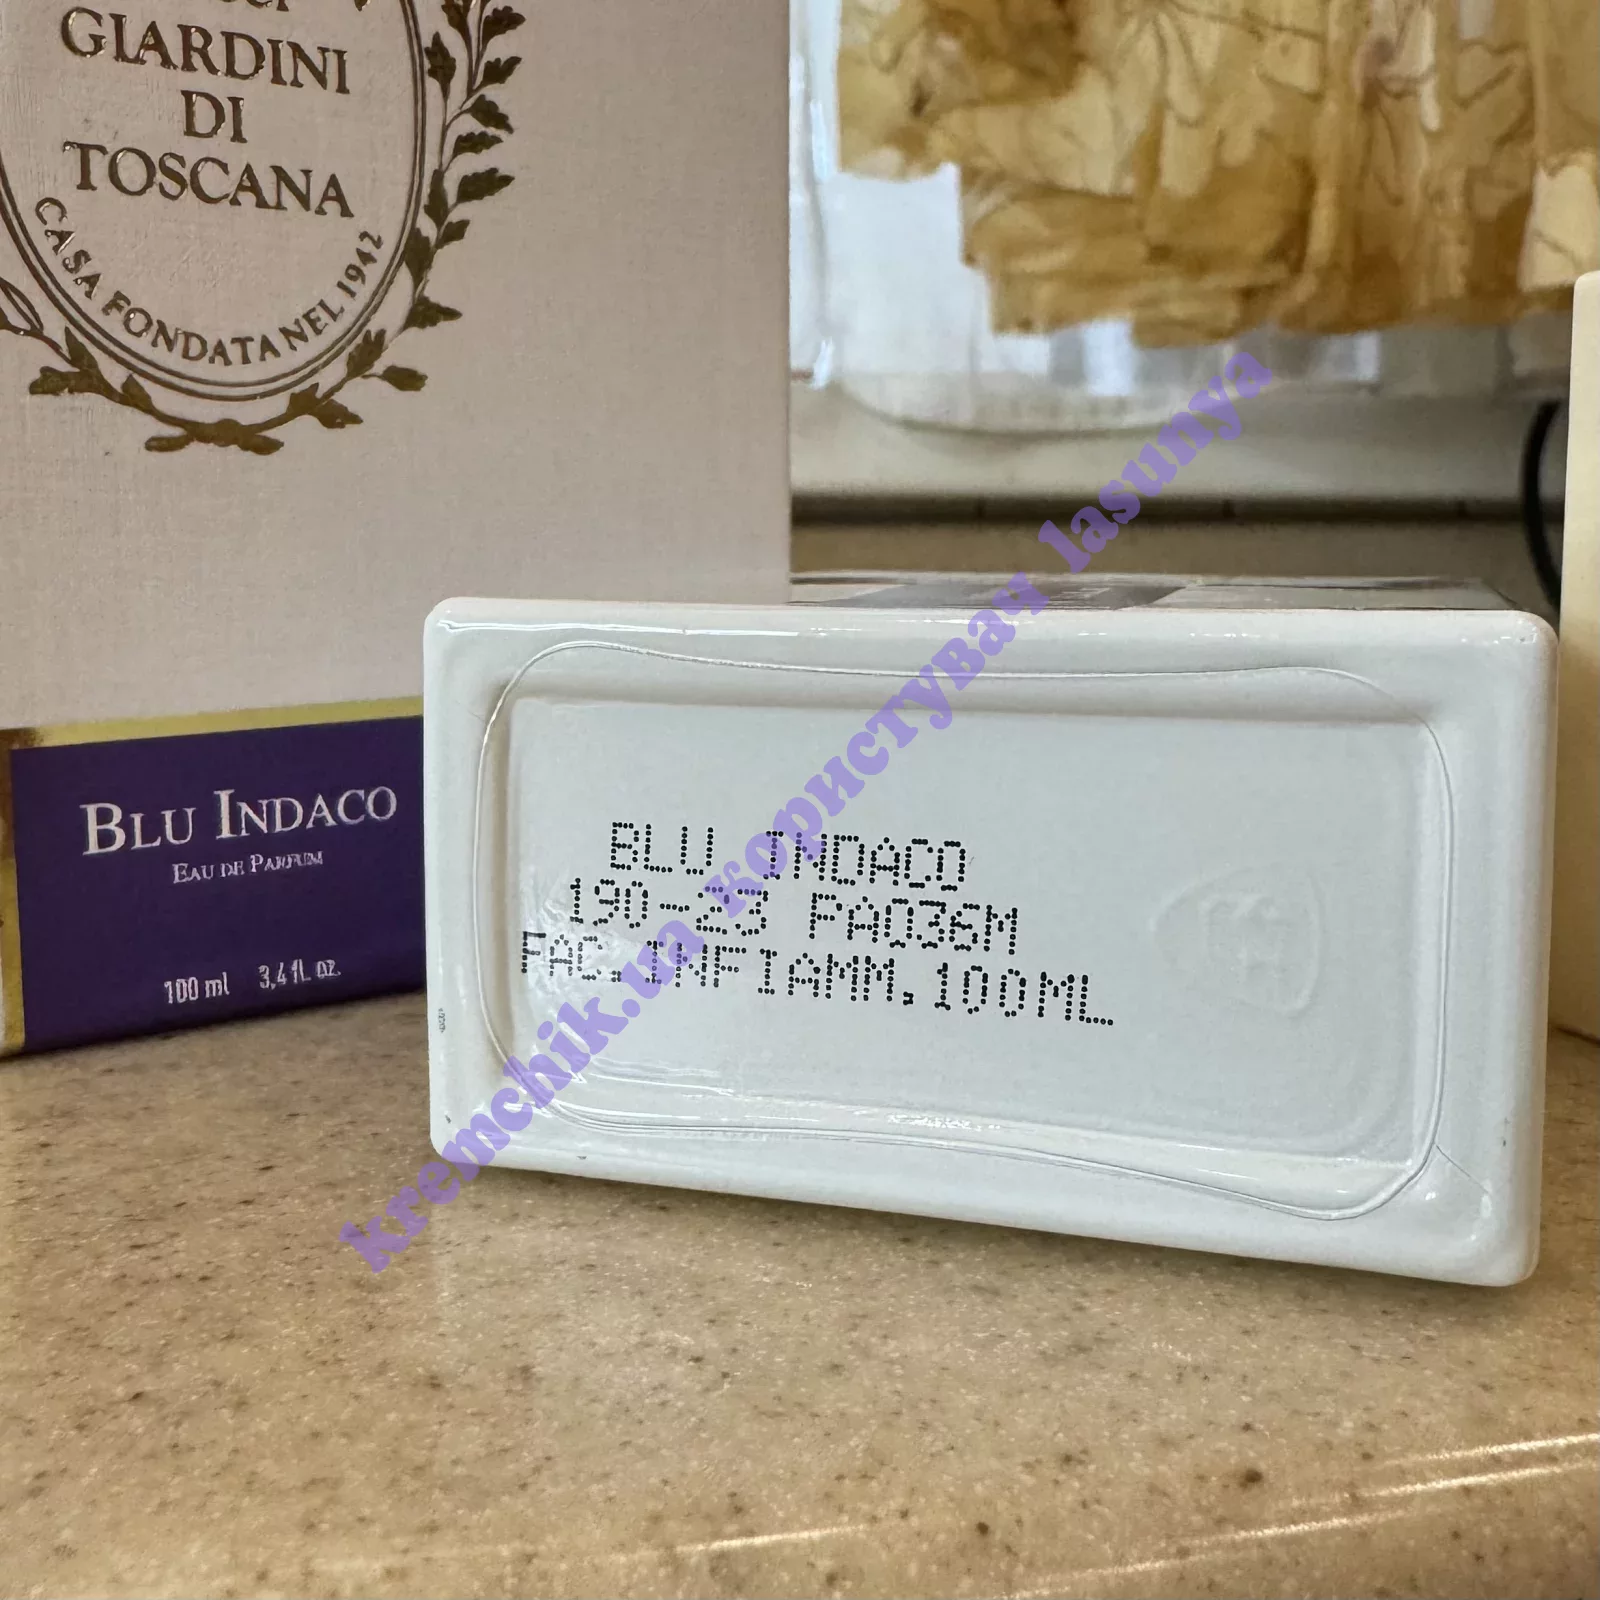 GIARDINI
DI
TOSCANA
CASA FONDATA NEL 1942
BLU INDACO
EAU DE PARFUM
100 ml 3,4 fl. oz.
BLU INDACO
190-23 PA036M
FAC.INFIAMM.100ML
kremchik.ua користувач lasunya